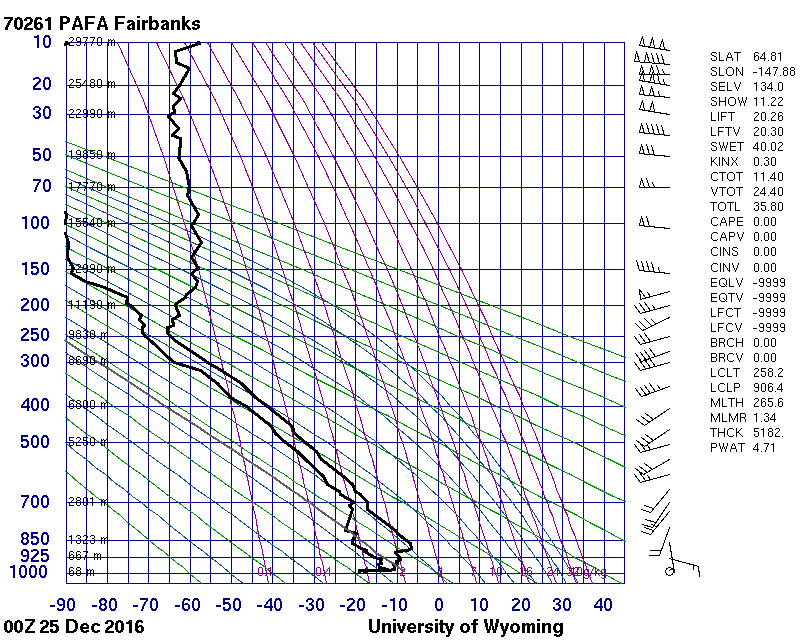 70261 PAFA Fairbanks
10 29770 m
20 25480 m
30 22990 m
50 19850 m
70 17770 m
100 15640 m
150 12990 m
200 11190 m
250 9830 m
300 8690 m
400 6800 m
500 5250 m
700 2801 m
850 1323 m
925 667 m
1000 68 m
0.1 0.4 2 4 7 10 16 24 32 g/kg
-90 -80 -70 -60 -50 -40 -30 -20 -10 0 10 20 30 40
00Z 25 Dec 2016 University of Wyoming
SLAT 64.81
SLON -147.88
SELV 134.0
SHOW 11.22
LIFT 20.26
LFTV 20.30
SWET 40.02
KINX 0.30
CTOT 11.40
VTOT 24.40
TOTL 35.80
CAPE 0.00
CAPV 0.00
CINS 0.00
CINV 0.00
EQLV -9999
EQTV -9999
LFCT -9999
LFCV -9999
BRCH 0.00
BRCV 0.00
LCLT 258.2
LCLP 906.4
MLTH 265.6
MLMR 1.34
THCK 5182.
PWAT 4.71